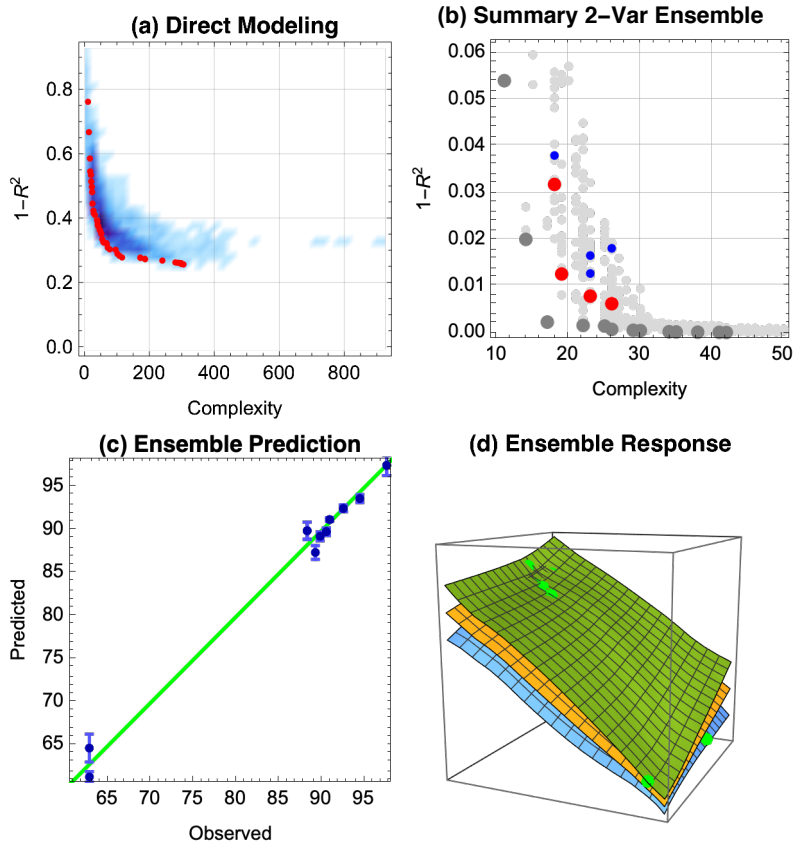 (a) Direct Modeling
0.8
0.6
0.4
0.2
0.0
1−R²
0 200 400 600 800
Complexity
(b) Summary 2−Var Ensemble
0.06
0.05
0.04
0.03
0.02
0.01
0.00
1−R²
10 20 30 40 50
Complexity
(c) Ensemble Prediction
95
90
85
80
75
70
65
Predicted
65 70 75 80 85 90 95
Observed
(d) Ensemble Response